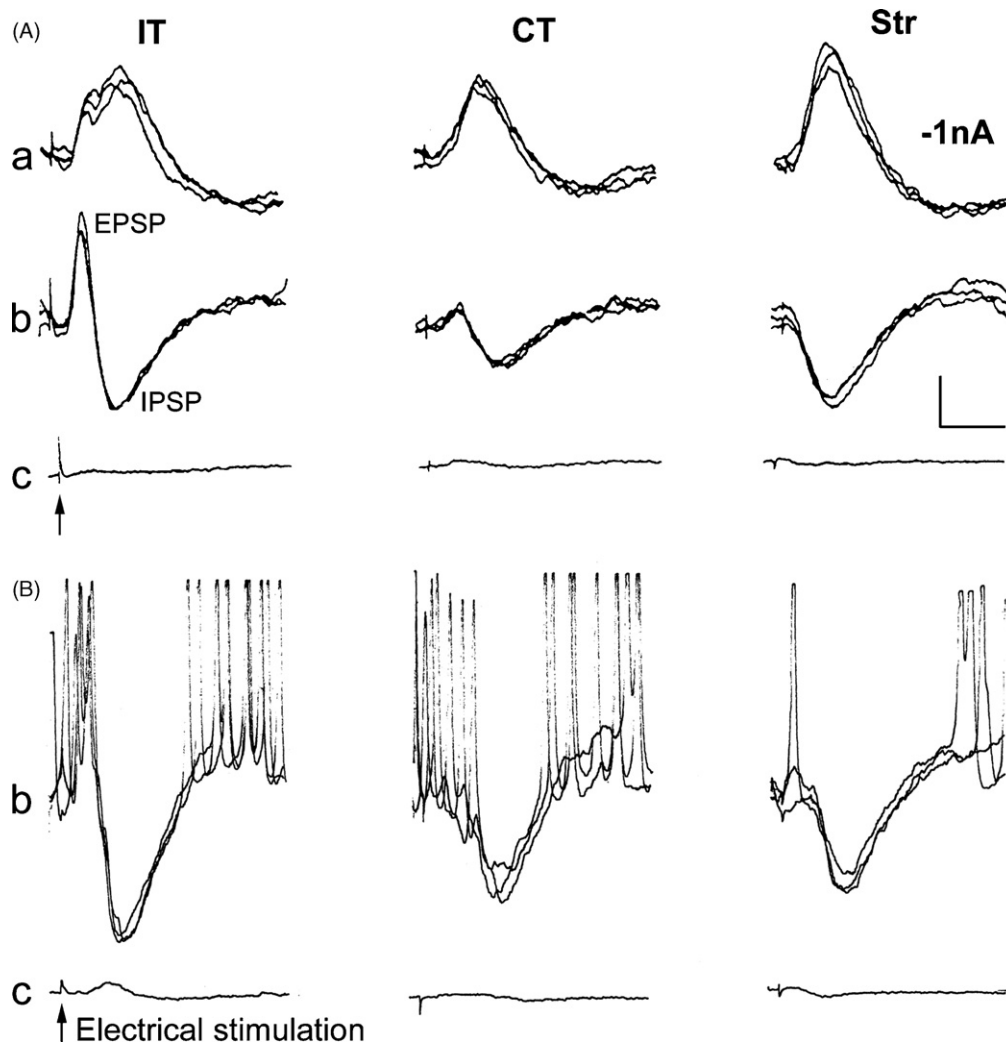 (A) IT CT Str
-1nA
a
EPSP
b
IPSP
c
(B)
b
c
Electrical stimulation